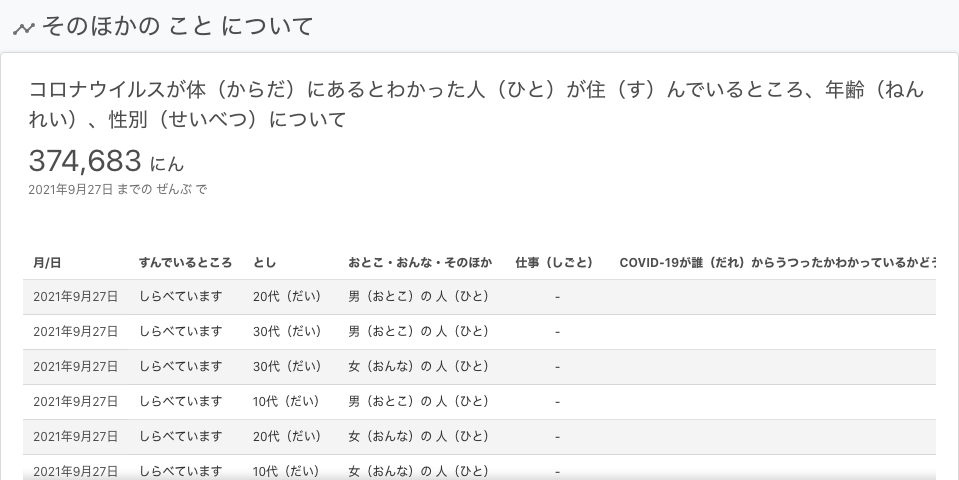 そのほかの こと について
コロナウイルスが体（からだ）にあるとわかった人（ひと）が住（す）んでいるところ、年齢（ねん
れい）、性別（せいべつ）について
374,683 にん
2021年9月27日 までの ぜんぶ で
月/日 すんでいるところ とし おとこ・おんな・そのほか 仕事（しごと） COVID-19が誰（だれ）からうつったかわかっているかどう
2021年9月27日 しらべています 20代（だい） 男（おとこ）の 人（ひと） -
2021年9月27日 しらべています 30代（だい） 男（おとこ）の 人（ひと） -
2021年9月27日 しらべています 30代（だい） 女（おんな）の 人（ひと） -
2021年9月27日 しらべています 10代（だい） 男（おとこ）の 人（ひと） -
2021年9月27日 しらべています 20代（だい） 女（おんな）の 人（ひと） -
2021年9月27日 しらべています 10代（だい） 女（おんな）の 人（ひと） -